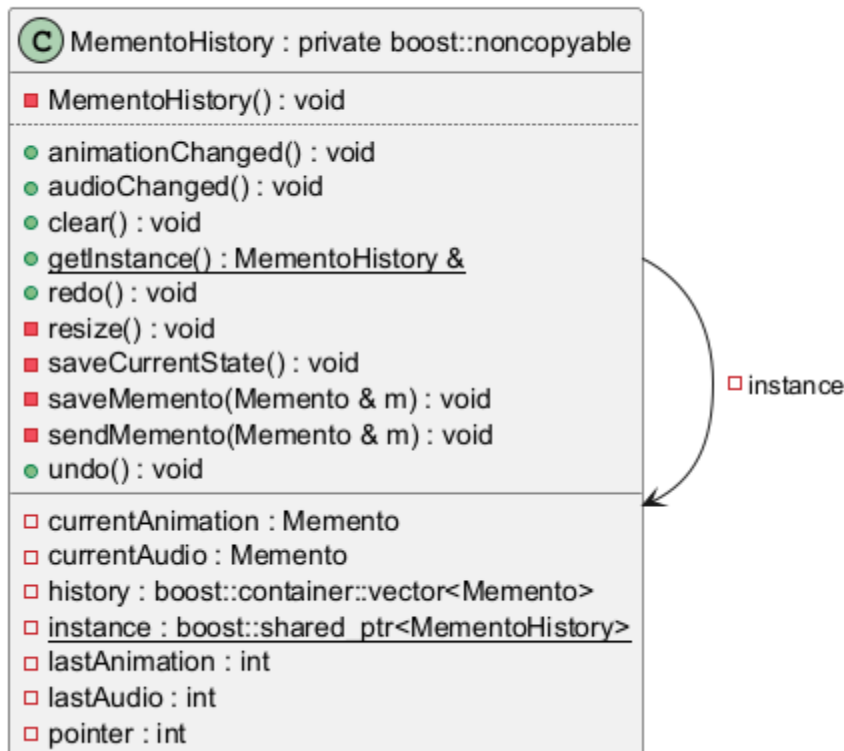 C MementoHistory : private boost::noncopyable
MementoHistory() : void
animationChanged() : void
audioChanged() : void
clear() : void
getInstance() : MementoHistory &
redo() : void
resize() : void
saveCurrentState() : void
saveMemento(Memento & m) : void
sendMemento(Memento & m) : void
undo() : void
instance
currentAnimation : Memento
currentAudio : Memento
history : boost::container::vector<Memento>
instance : boost::shared_ptr<MementoHistory>
lastAnimation : int
lastAudio : int
pointer : int